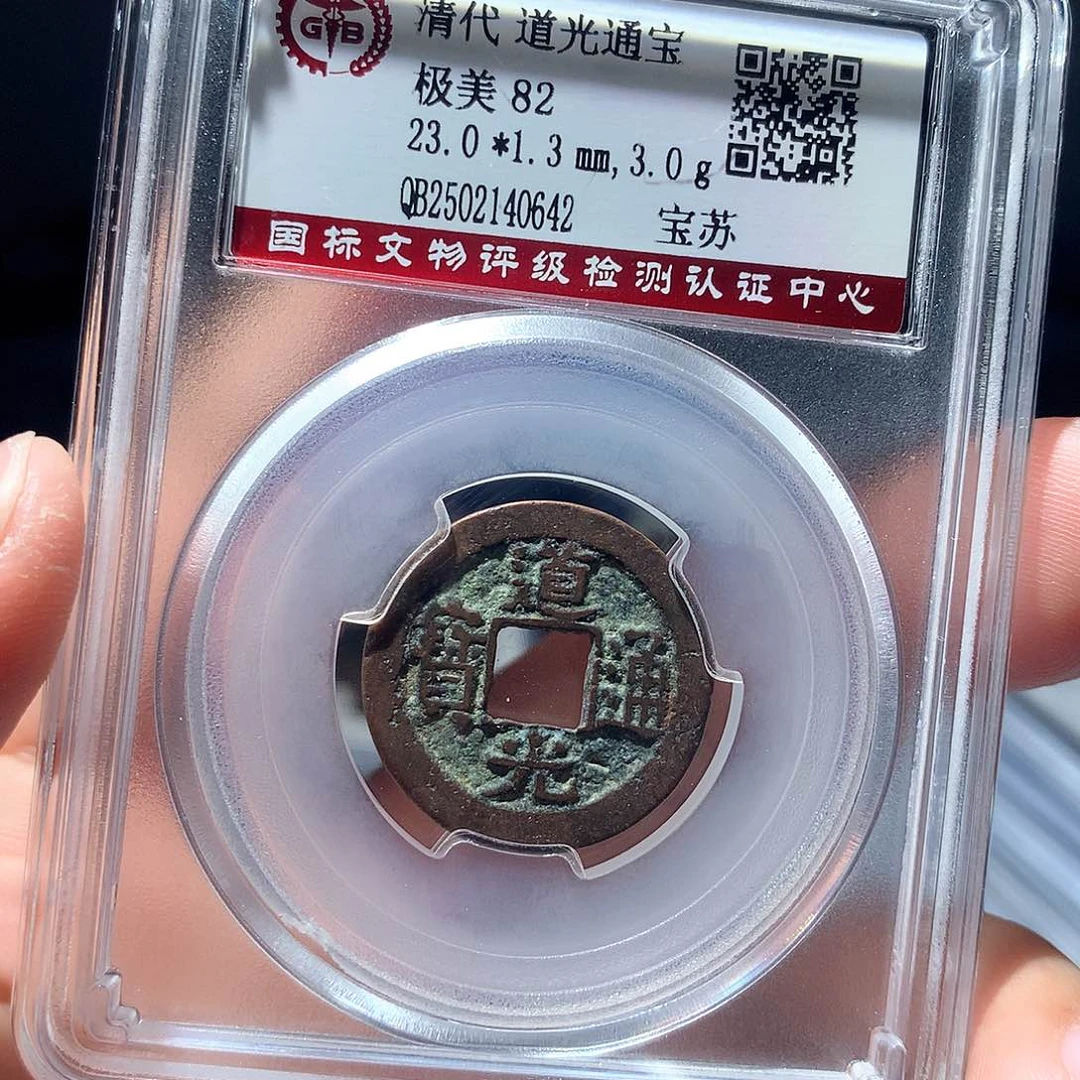 GB
清代 道光通宝
极美 82
23.0*1.3㎜,3.0g
QB2502140642 宝苏
国标文物评级检测认证中心
道
寶 通
光